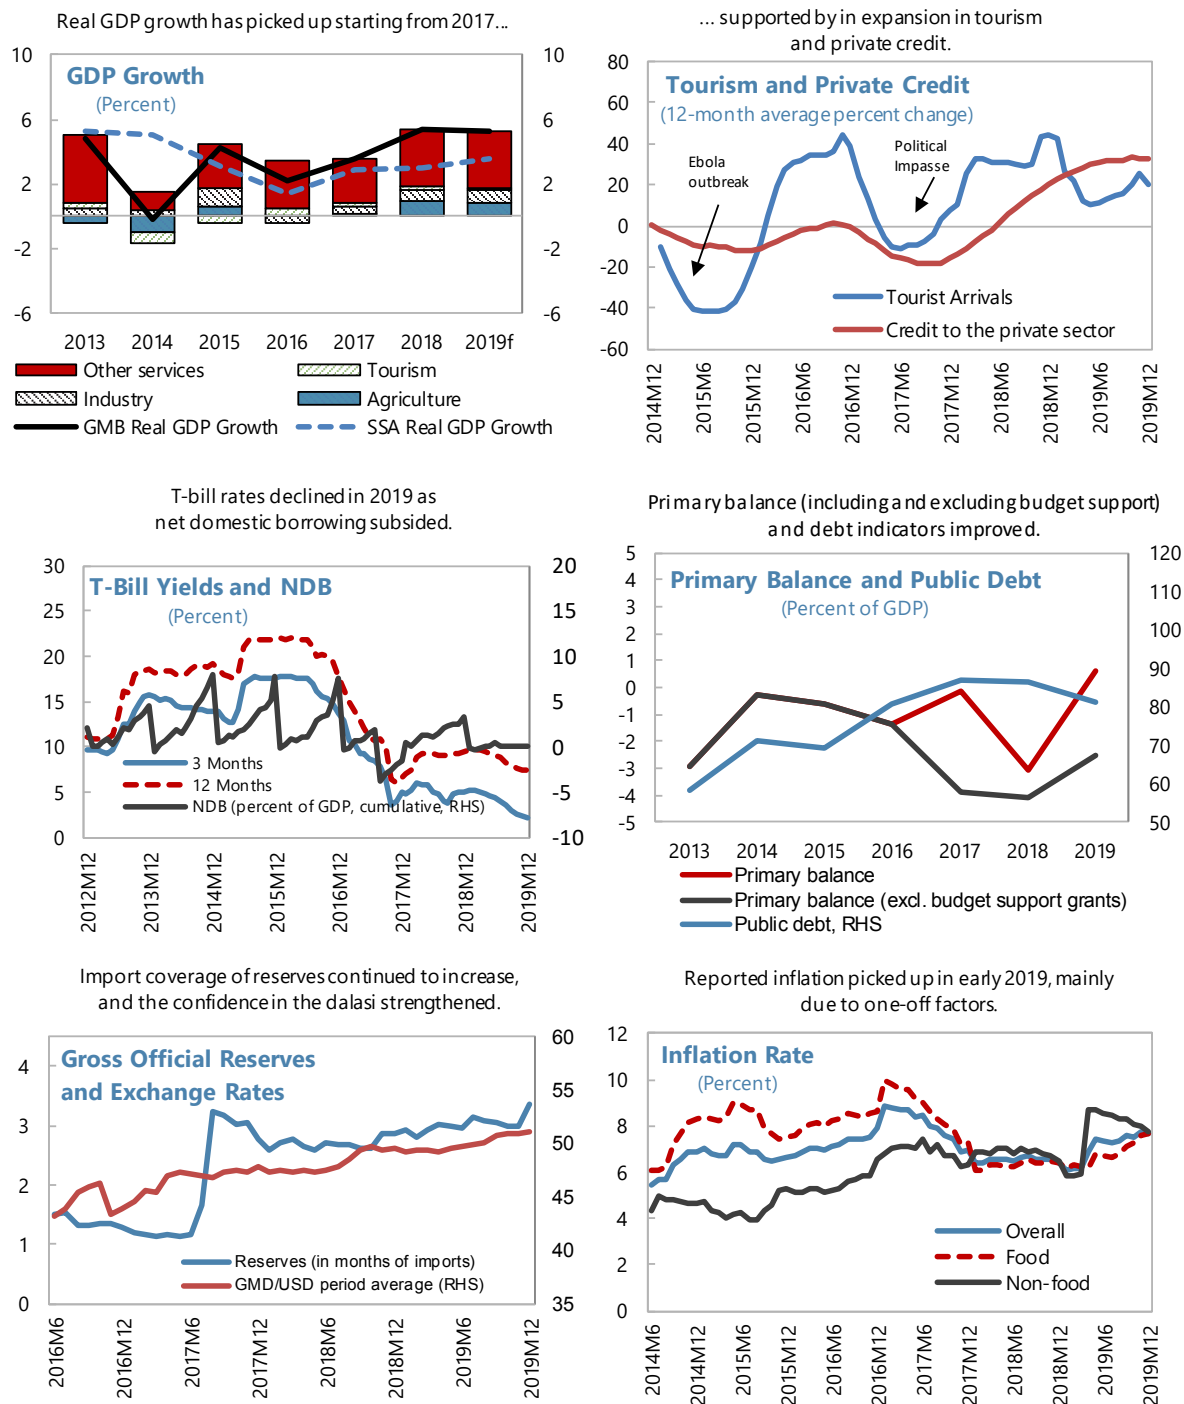 Real GDP growth has picked up starting from 2017...
GDP Growth
(Percent)
10
6
2
-2
-6
10
6
2
-2
-6
2013 2014 2015 2016 2017 2018 2019f
Other services
Tourism
Industry
Agriculture
GMB Real GDP Growth
SSA Real GDP Growth
... supported by in expansion in tourism
and private credit.
Tourism and Private Credit
(12-month average percent change)
80
60
40
20
0
-20
-40
-60
Ebola
outbreak
Political
Impasse
Tourist Arrivals
Credit to the private sector
2014M12
2015M6
2015M12
2016M6
2016M12
2017M6
2017M12
2018M6
2018M12
2019M6
2019M12
T-bill rates declined in 2019 as
net domestic borrowing subsided.
T-Bill Yields and NDB
(Percent)
30
25
20
15
10
5
0
20
15
10
5
0
-5
-10
3 Months
12 Months
NDB (percent of GDP, cumulative, RHS)
2012M12
2013M12
2014M12
2015M12
2016M12
2017M12
2018M12
2019M12
Primary balance (including and excluding budget support)
and debt indicators improved.
Primary Balance and Public Debt
(Percent of GDP)
5
4
3
2
1
0
-1
-2
-3
-4
-5
120
110
100
90
80
70
60
50
2013 2014 2015 2016 2017 2018 2019
Primary balance
Primary balance (excl. budget support grants)
Public debt, RHS
Import coverage of reserves continued to increase,
and the confidence in the dalasi strengthened.
Gross Official Reserves
and Exchange Rates
4
3
2
1
0
60
55
50
45
40
35
Reserves (in months of imports)
GMD/USD period average (RHS)
2016M6
2016M12
2017M6
2017M12
2018M6
2018M12
2019M6
2019M12
Reported inflation picked up in early 2019, mainly
due to one-off factors.
Inflation Rate
(Percent)
12
10
8
6
4
2
0
Overall
Food
Non-food
2014M6
2014M12
2015M6
2015M12
2016M6
2016M12
2017M6
2017M12
2018M6
2018M12
2019M6
2019M12